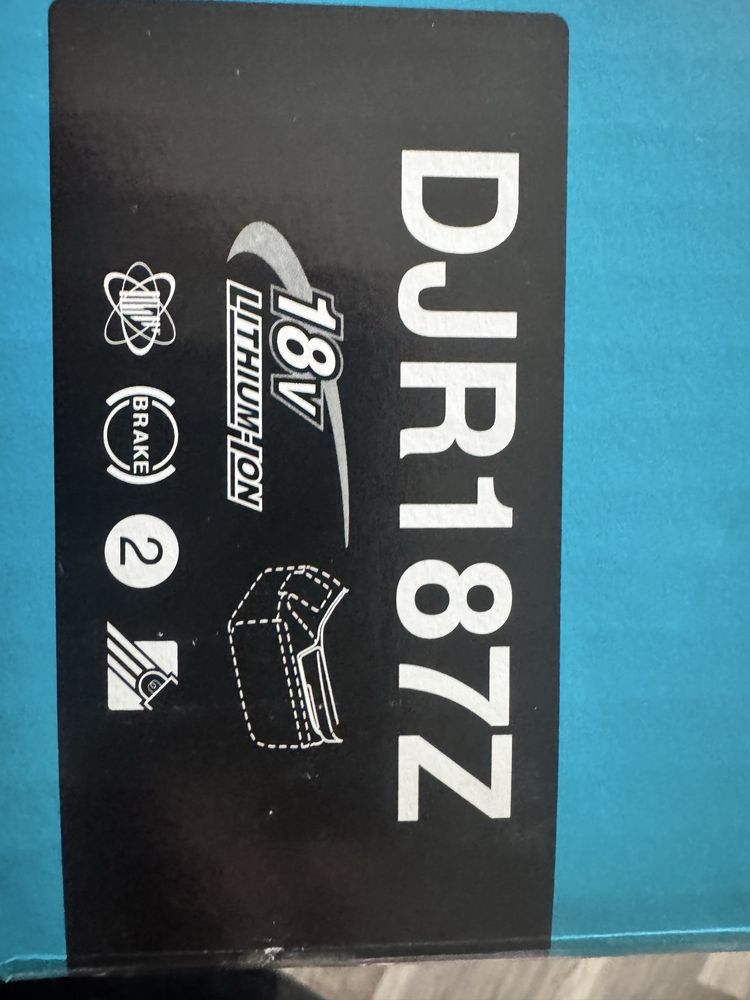 DJR187Z
18V
LITHIUM-ION
BRAKE
2